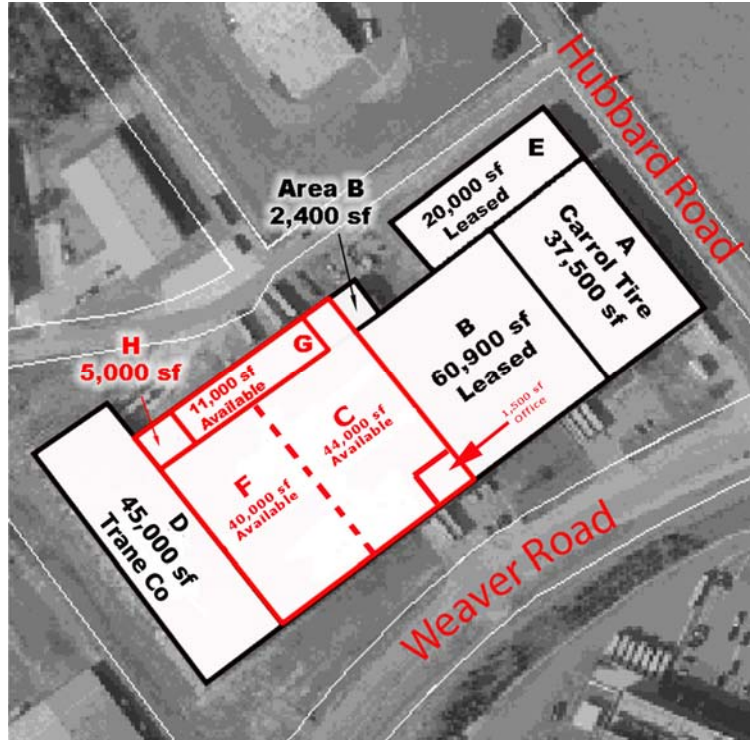 Hubbard Road
E
20,000 sf
Leased
Area B
2,400 sf
A
Carrol Tire
37,500 sf
B
60,900 sf
Leased
H
5,000 sf
G
11,000 sf
Available
C
44,000 sf
Available
1,500 sf
Office
F
40,000 sf
Available
D
45,000 sf
Trane Co
Weaver Road